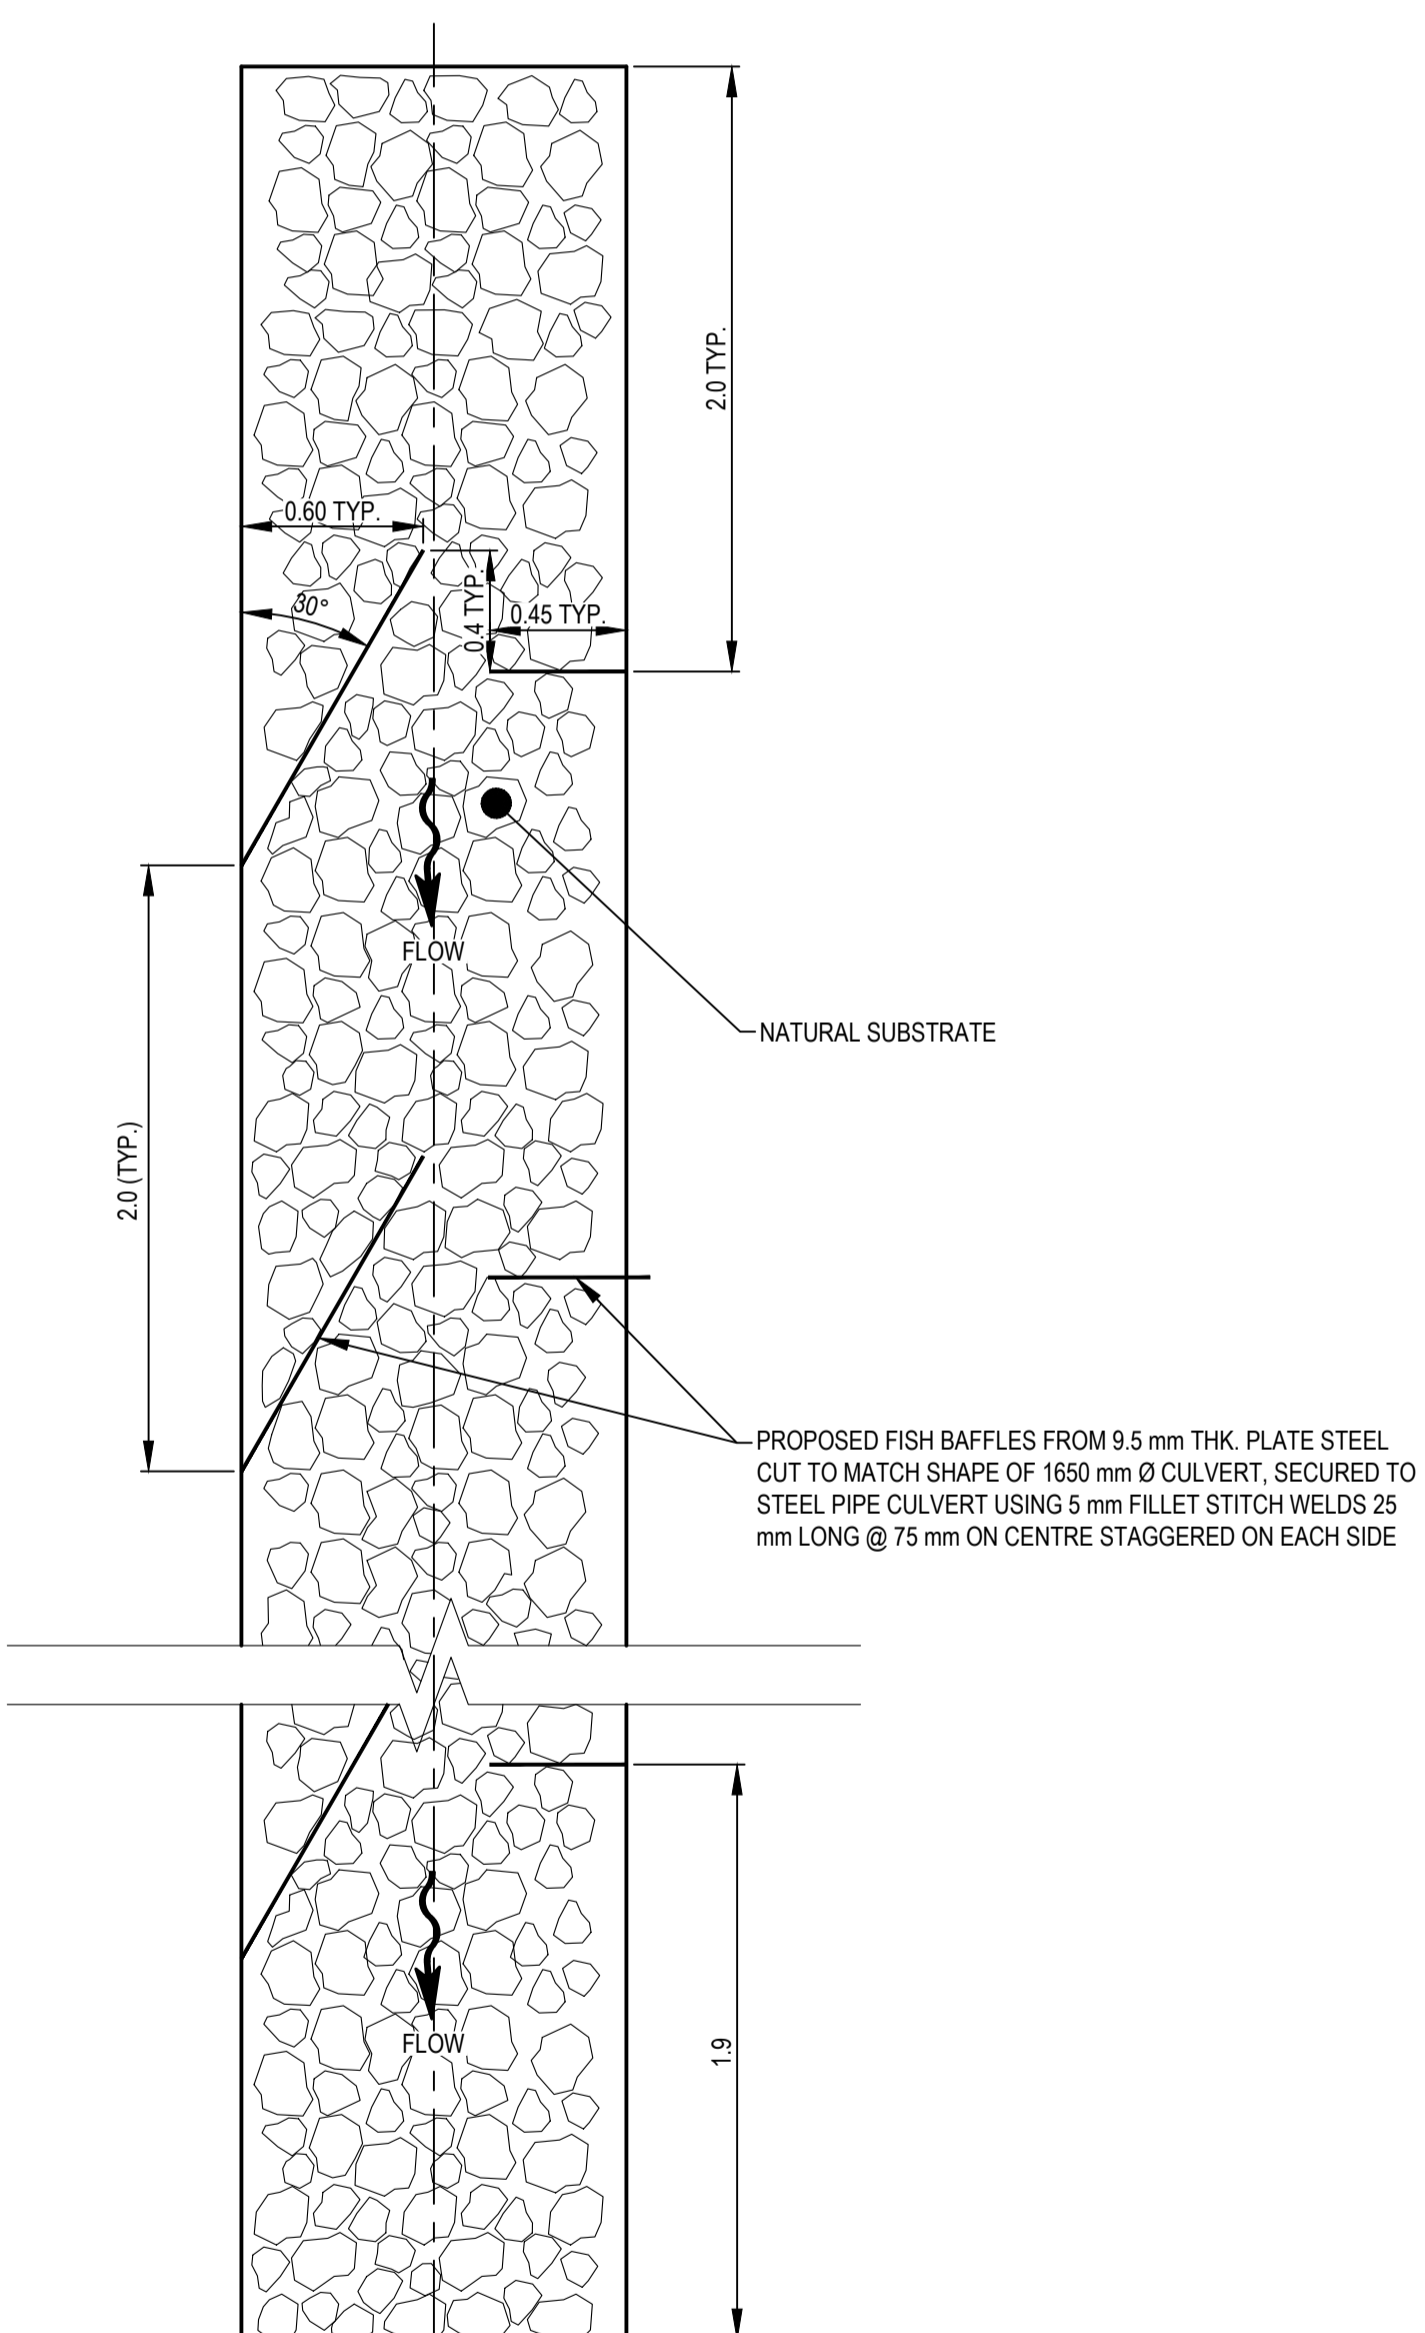 2.0 TYP.
0.60 TYP.
30°
0.4 TYP.
0.45 TYP.
FLOW
NATURAL SUBSTRATE
2.0 (TYP.)
PROPOSED FISH BAFFLES FROM 9.5 mm THK. PLATE STEEL
CUT TO MATCH SHAPE OF 1650 mm Ø CULVERT, SECURED TO
STEEL PIPE CULVERT USING 5 mm FILLET STITCH WELDS 25
mm LONG @ 75 mm ON CENTRE STAGGERED ON EACH SIDE
FLOW
1.9